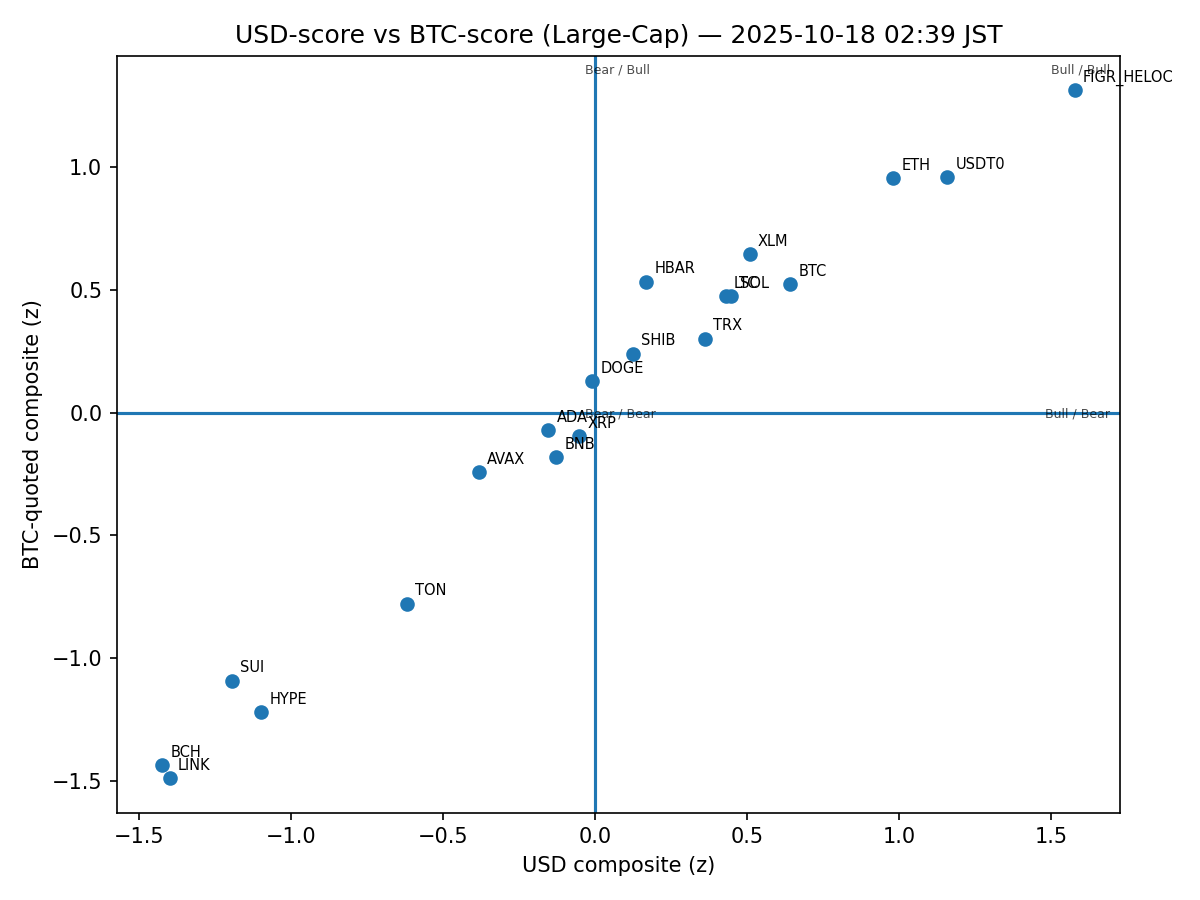 USD-score vs BTC-score (Large-Cap) — 2025-10-18 02:39 JST
Bear / Bull
Bull / Bull
FIGR_HELOC
ETH
USDT0
XLM
HBAR
BTC
LTC
SOL
TRX
SHIB
DOGE
Bear / Bear
Bull / Bear
ADA
XRP
BNB
AVAX
TON
SUI
HYPE
BCH
LINK
1.0
0.5
0.0
−0.5
−1.0
−1.5
BTC-quoted composite (z)
−1.5
−1.0
−0.5
0.0
0.5
1.0
1.5
USD composite (z)